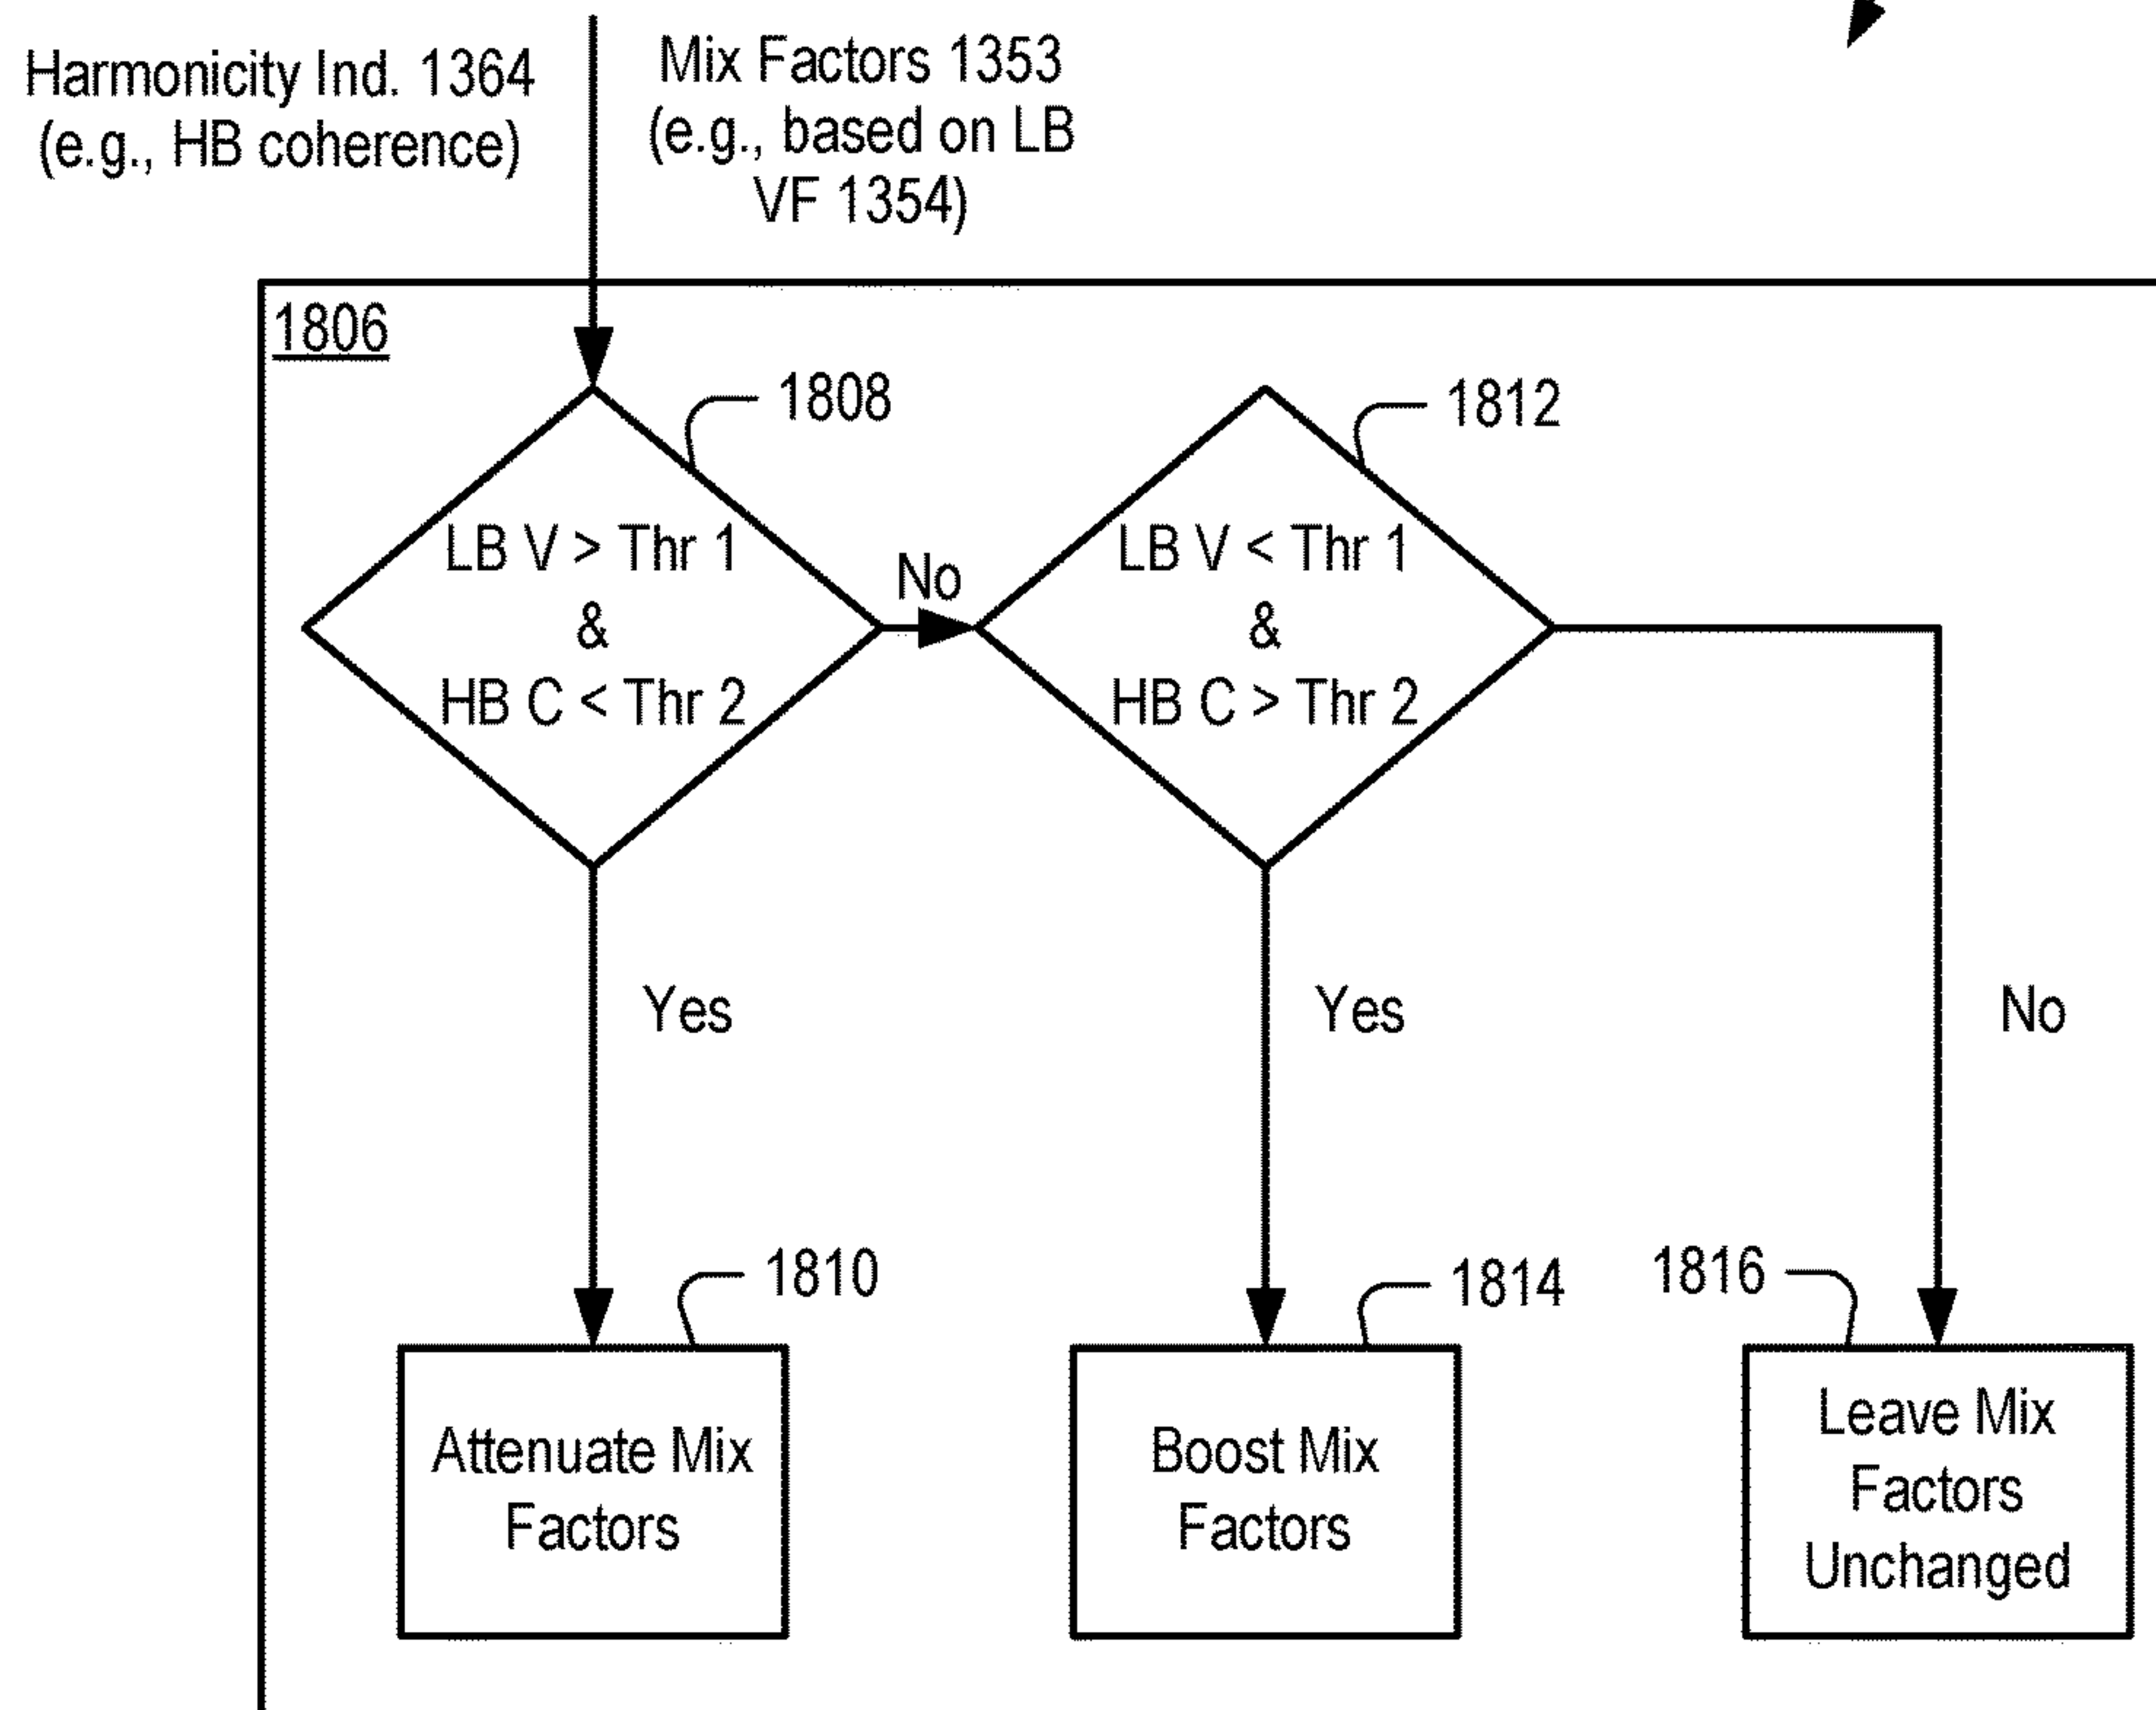 Harmonicity Ind. 1364
(e.g., HB coherence)
Mix Factors 1353
(e.g., based on LB
VF 1354)
1806
1808
1812
LB V > Thr 1
&
HB C < Thr 2
No
LB V < Thr 1
&
HB C > Thr 2
Yes
Yes
No
1810
1814
1816
Attenuate Mix
Factors
Boost Mix
Factors
Leave Mix
Factors
Unchanged